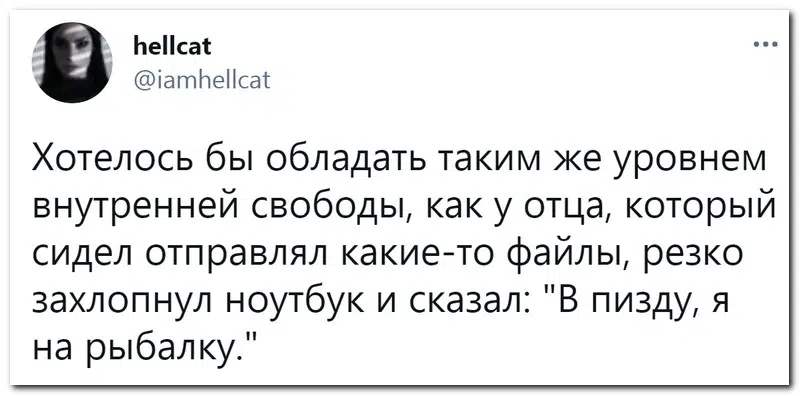 hellcat
@iamhellcat
Хотелось бы обладать таким же уровнем
внутренней свободы, как у отца, который
сидел отправлял какие-то файлы, резко
захлопнул ноутбук и сказал: "В пизду, я
на рыбалку."